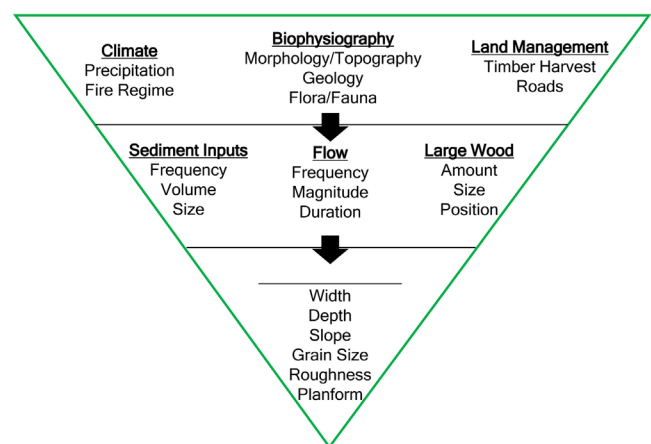 Climate
Precipitation
Fire Regime
Biophysiography
Morphology/Topography
Geology
Flora/Fauna
Land Management
Timber Harvest
Roads
Sediment Inputs
Frequency
Volume
Size
Flow
Frequency
Magnitude
Duration
Large Wood
Amount
Size
Position
Width
Depth
Slope
Grain Size
Roughness
Planform